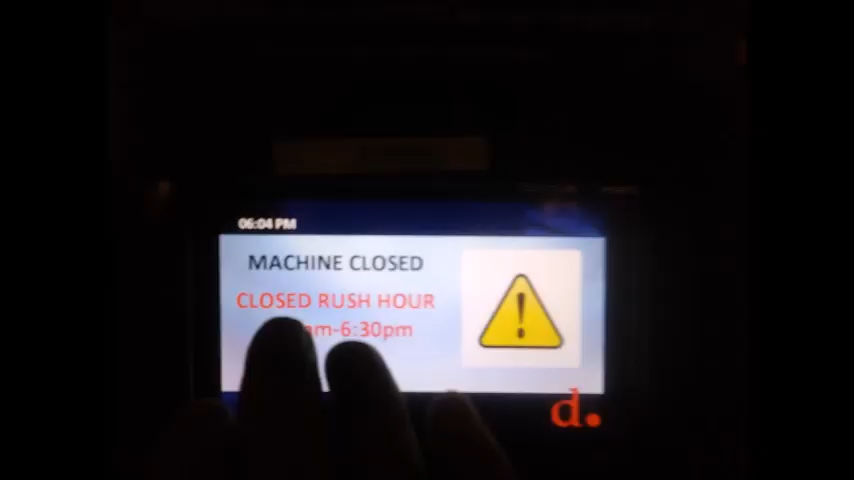 06:04 PM
MACHINE CLOSED
CLOSED RUSH HOUR
am-6:30pm
d.